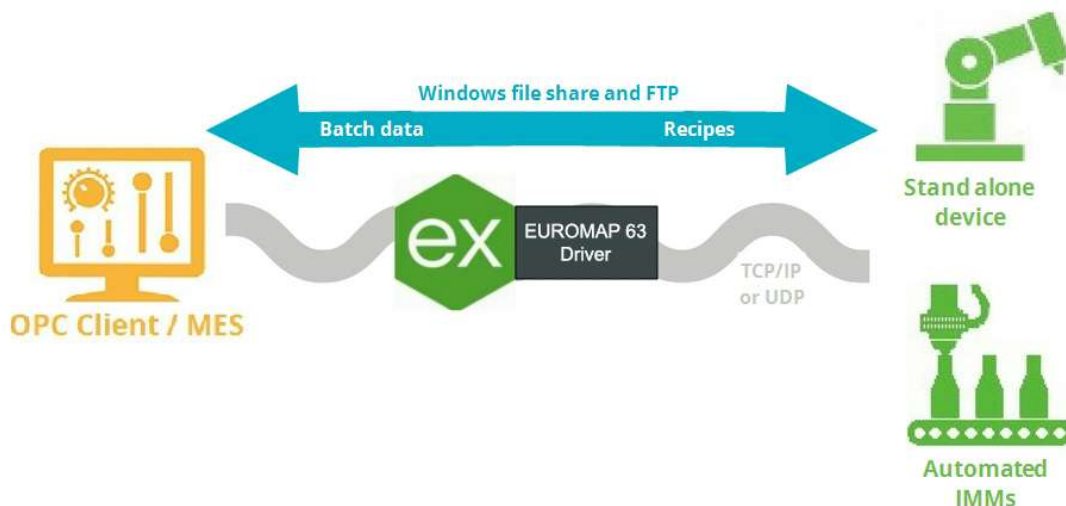 Windows file share and FTP
Batch data
Recipes
ex
EUROMAP 63
Driver
TCP/IP
or UDP
OPC Client / MES
Stand alone
device
Automated
IMMs